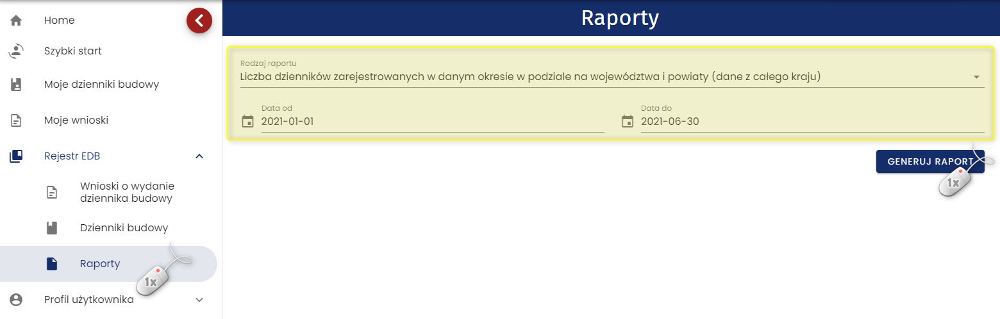 Home
Szybki start
Moje dzienniki budowy
Moje wnioski
Rejestr EDB
Wnioski o wydanie
dziennika budowy
Dzienniki budowy
Raporty
1x
Profil użytkownika
Raporty
Rodzaj raportu
Liczba dzienników zarejestrowanych w danym okresie w podziale na województwa i powiaty (dane z całego kraju)
Data od
2021-01-01
Data do
2021-06-30
GENERUJ RAPORT
1x